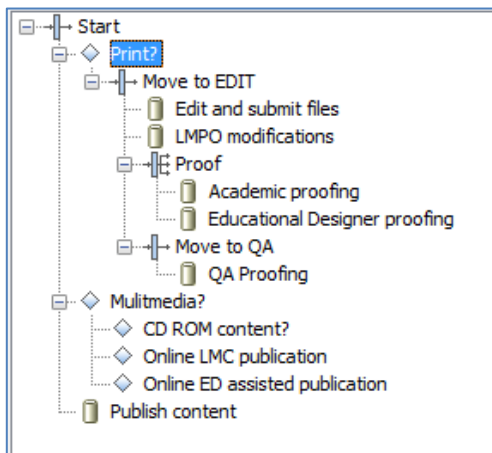 Start
Print?
Move to EDIT
Edit and submit files
LMPO modifications
Proof
Academic proofing
Educational Designer proofing
Move to QA
QA Proofing
Mulitmedia?
CD ROM content?
Online LMC publication
Online ED assisted publication
Publish content